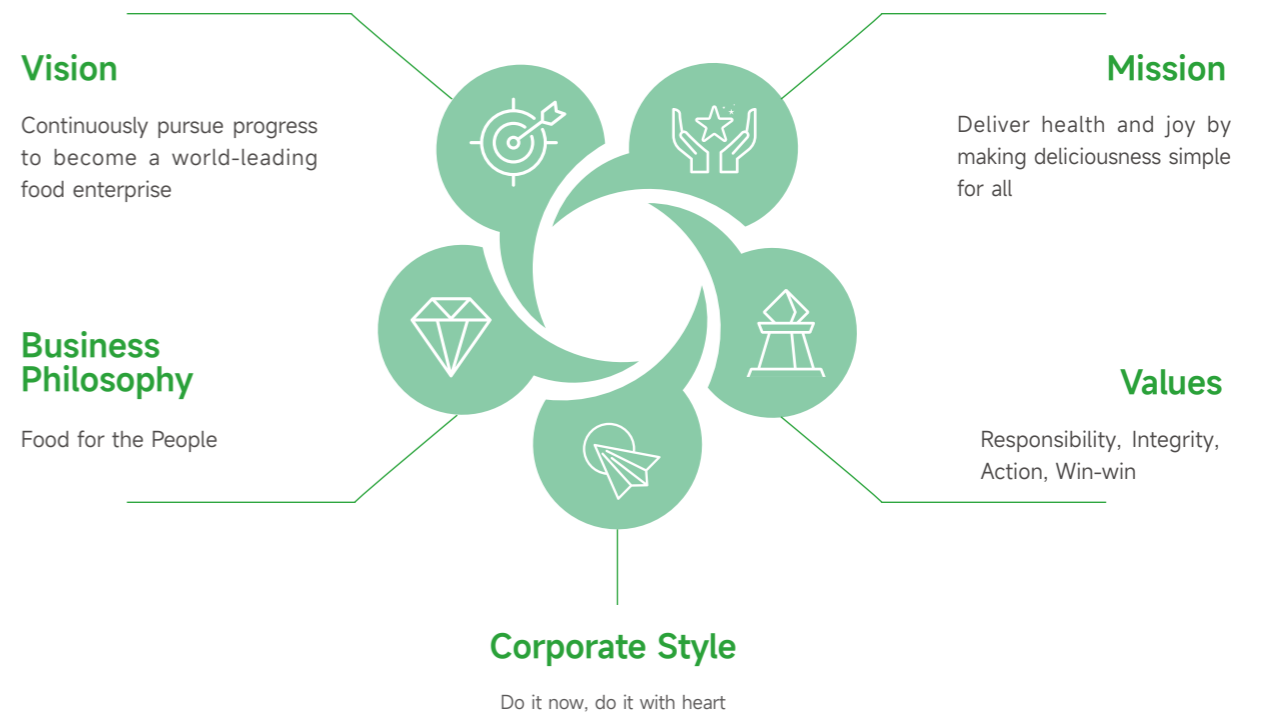 Vision
Continuously pursue progress
to become a world-leading
food enterprise
Mission
Deliver health and joy by
making deliciousness simple
for all
Business
Philosophy
Food for the People
Values
Responsibility, Integrity,
Action, Win-win
Corporate Style
Do it now, do it with heart